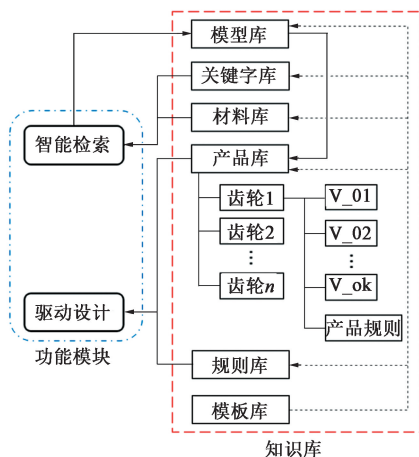 模型库
关键字库
材料库
智能检索
产品库
齿轮1
V_01
齿轮2
V_02
⋮
⋮
齿轮n
V_ok
驱动设计
产品规则
功能模块
规则库
模板库
知识库